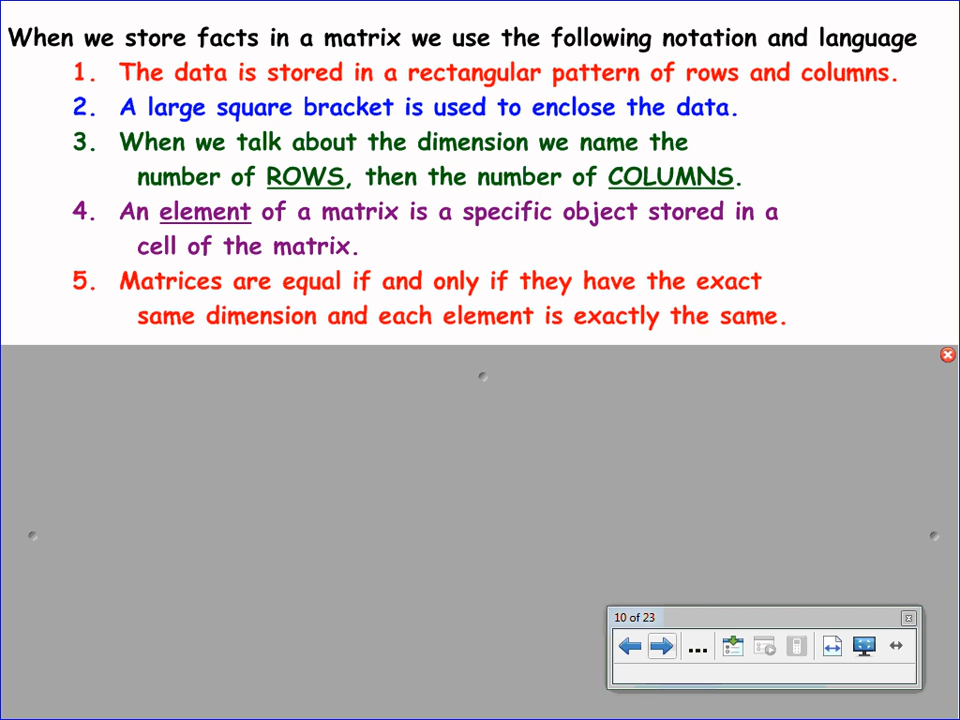 When we store facts in a matrix we use the following notation and language
1. The data is stored in a rectangular pattern of rows and columns.
2. A large square bracket is used to enclose the data.
3. When we talk about the dimension we name the
number of ROWS, then the number of COLUMNS.
4. An element of a matrix is a specific object stored in a
cell of the matrix.
5. Matrices are equal if and only if they have the exact
same dimension and each element is exactly the same.
10 of 23
...